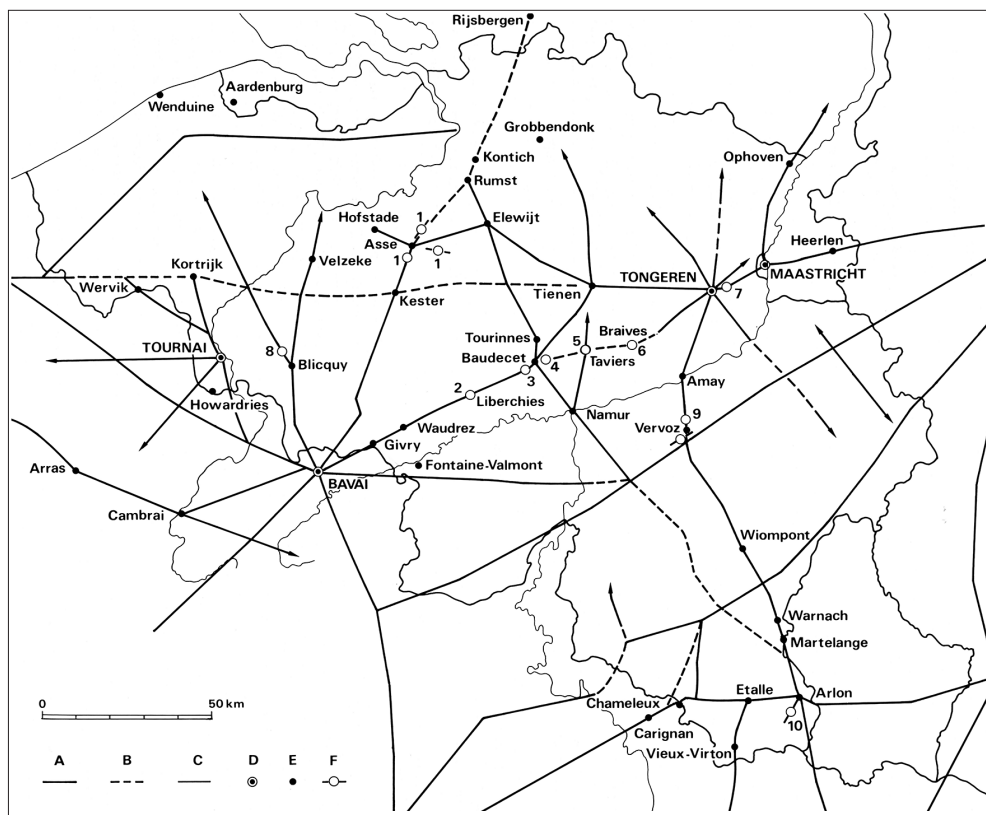 Rijsbergen
Aardenburg
Wenduine
Grobbendonk
Kontich
Ophoven
Rumst
Hofstade
1
Elewijt
Asse
1
1
Heerlen
Velzeke
Kortrijk
TONGEREN
MAASTRICHT
Wervik
Kester
Tienen
7
Tourinnes
Braives
TOURNAI
8
5
6
Baudecet
4
Taviers
Blicquy
3
Amay
2
Howardries
Liberchies
Namur
9
Waudrez
Vervoz
Givry
Arras
Fontaine-Valmont
BAVAI
Cambrai
Wiompont
Warnach
Martelange
Etalle
Arlon
0
50 km
Chameleux
10
Carignan
Vieux-Virton
A B C D E F